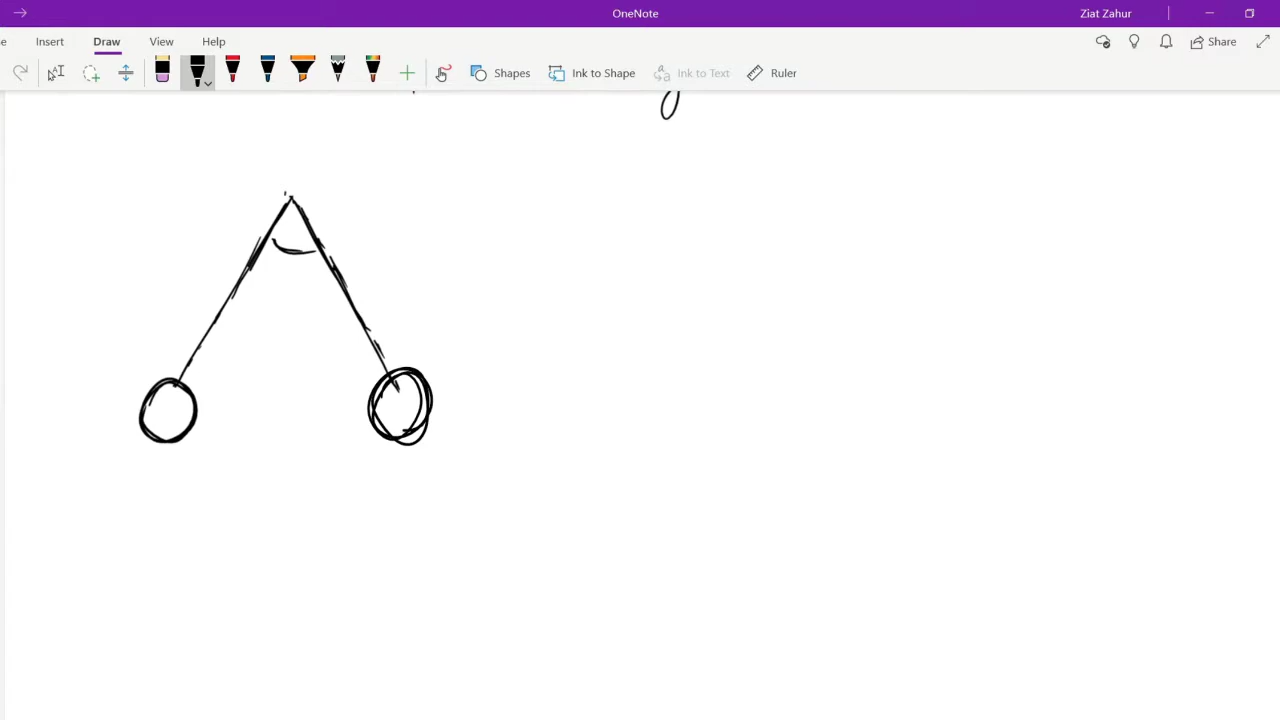 OneNote
Ziat Zahur
Insert Draw View Help
Share
Shapes Ink to Shape Ink to Text Ruler